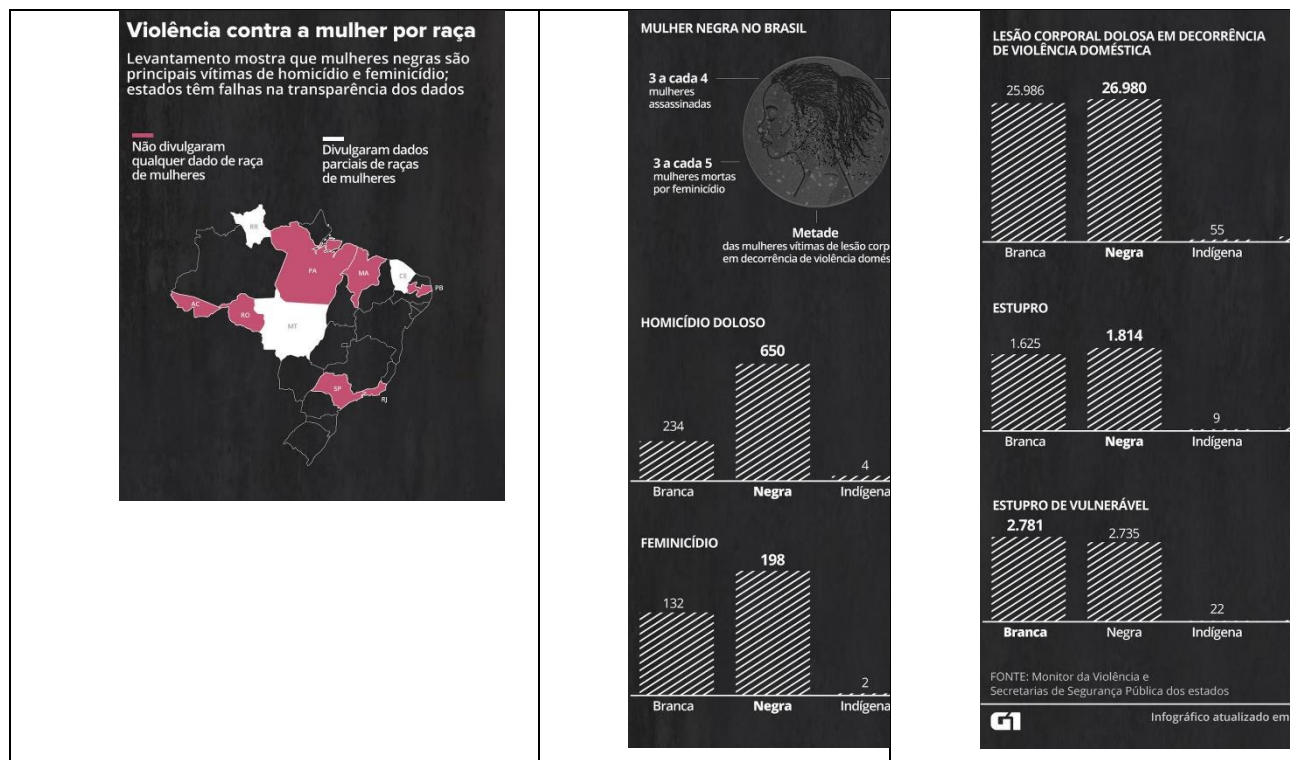 Violência contra a mulher por raça
Levantamento mostra que mulheres negras são
principais vítimas de homicídio e feminicídio;
estados têm falhas na transparência dos dados
Não divulgaram
qualquer dado de raça
de mulheres
Divulgaram dados
parciais de raças
de mulheres
RR
PA
MA
CE
PB
AC
RO
MT
SP
RJ
MULHER NEGRA NO BRASIL
3 a cada 4
mulheres
assassinadas
3 a cada 5
mulheres mortas
por feminicídio
Metade
das mulheres vítimas de lesão corp
em decorrência de violência domés
HOMICÍDIO DOLOSO
234
650
4
Branca
Negra
Indígena
FEMINICÍDIO
132
198
2
Branca
Negra
Indígena
LESÃO CORPORAL DOLOSA EM DECORRÊNCIA
DE VIOLÊNCIA DOMÉSTICA
25.986
26.980
55
Branca
Negra
Indígena
ESTUPRO
1.625
1.814
9
Branca
Negra
Indígena
ESTUPRO DE VULNERÁVEL
2.781
2.735
22
Branca
Negra
Indígena
FONTE: Monitor da Violência e
Secretarias de Segurança Pública dos estados
G1
Infográfico atualizado em